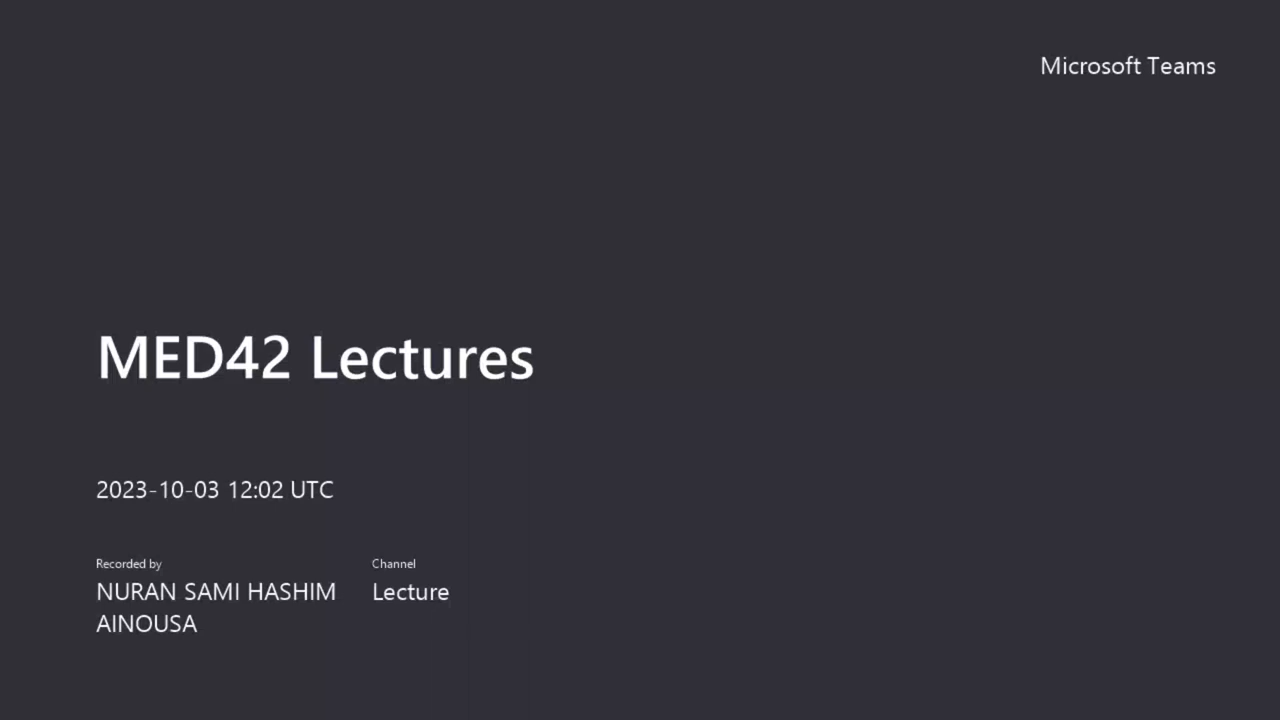 Microsoft Teams
MED42 Lectures
2023-10-03 12:02 UTC
Recorded by
NURAN SAMI HASHIM
AINOUSA
Channel
Lecture